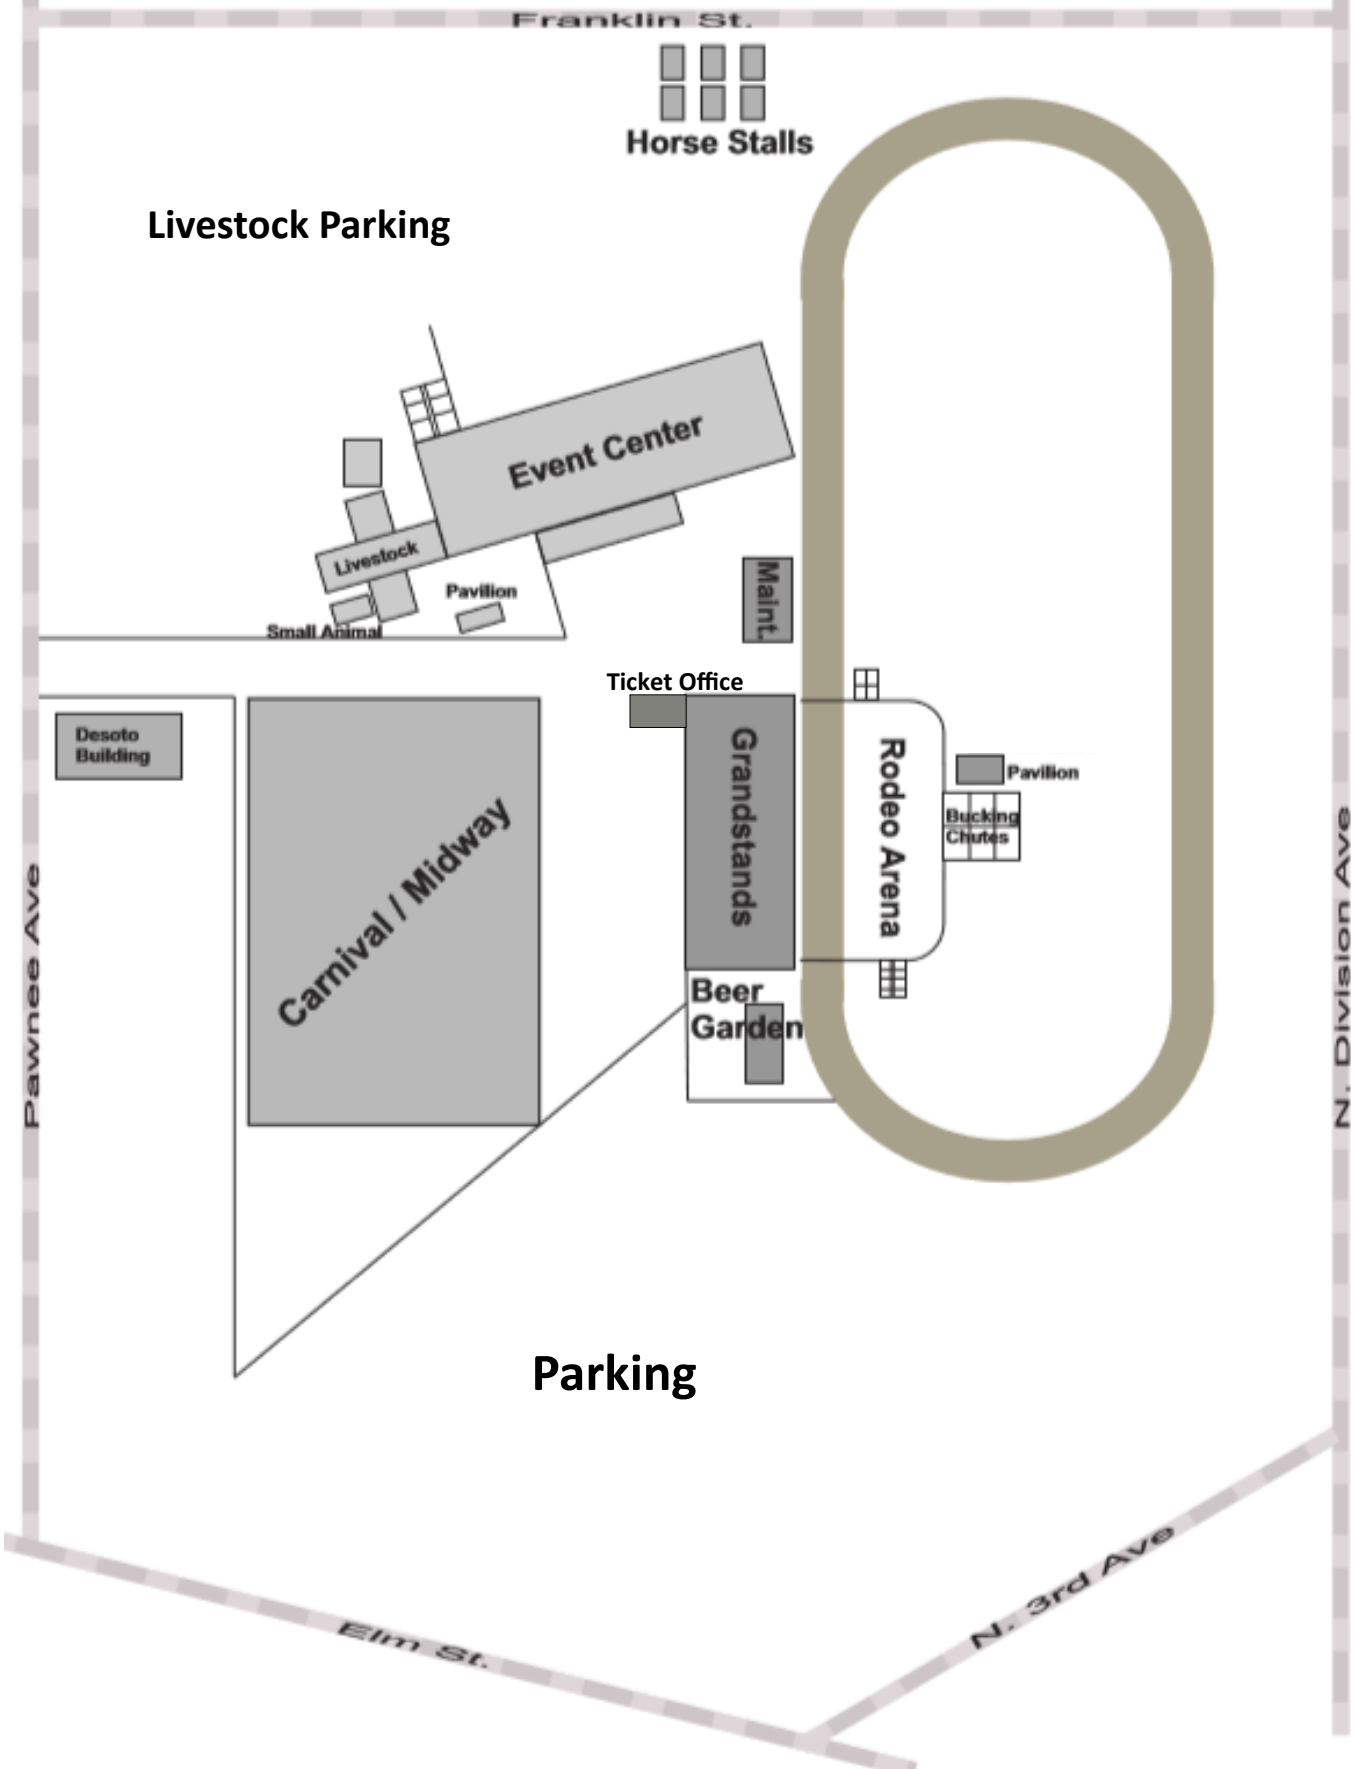 Franklin St.
Horse Stalls
Livestock Parking
Event Center
Livestock
Pavilion
Small Animal
Maint.
Ticket Office
Desoto
Building
Carnival / Midway
Grandstands
Rodeo Arena
Pavilion
Bucking
Chutes
Beer
Garden
Pawnee Ave
N. Division Ave
Parking
N. 3rd Ave
Elm St.